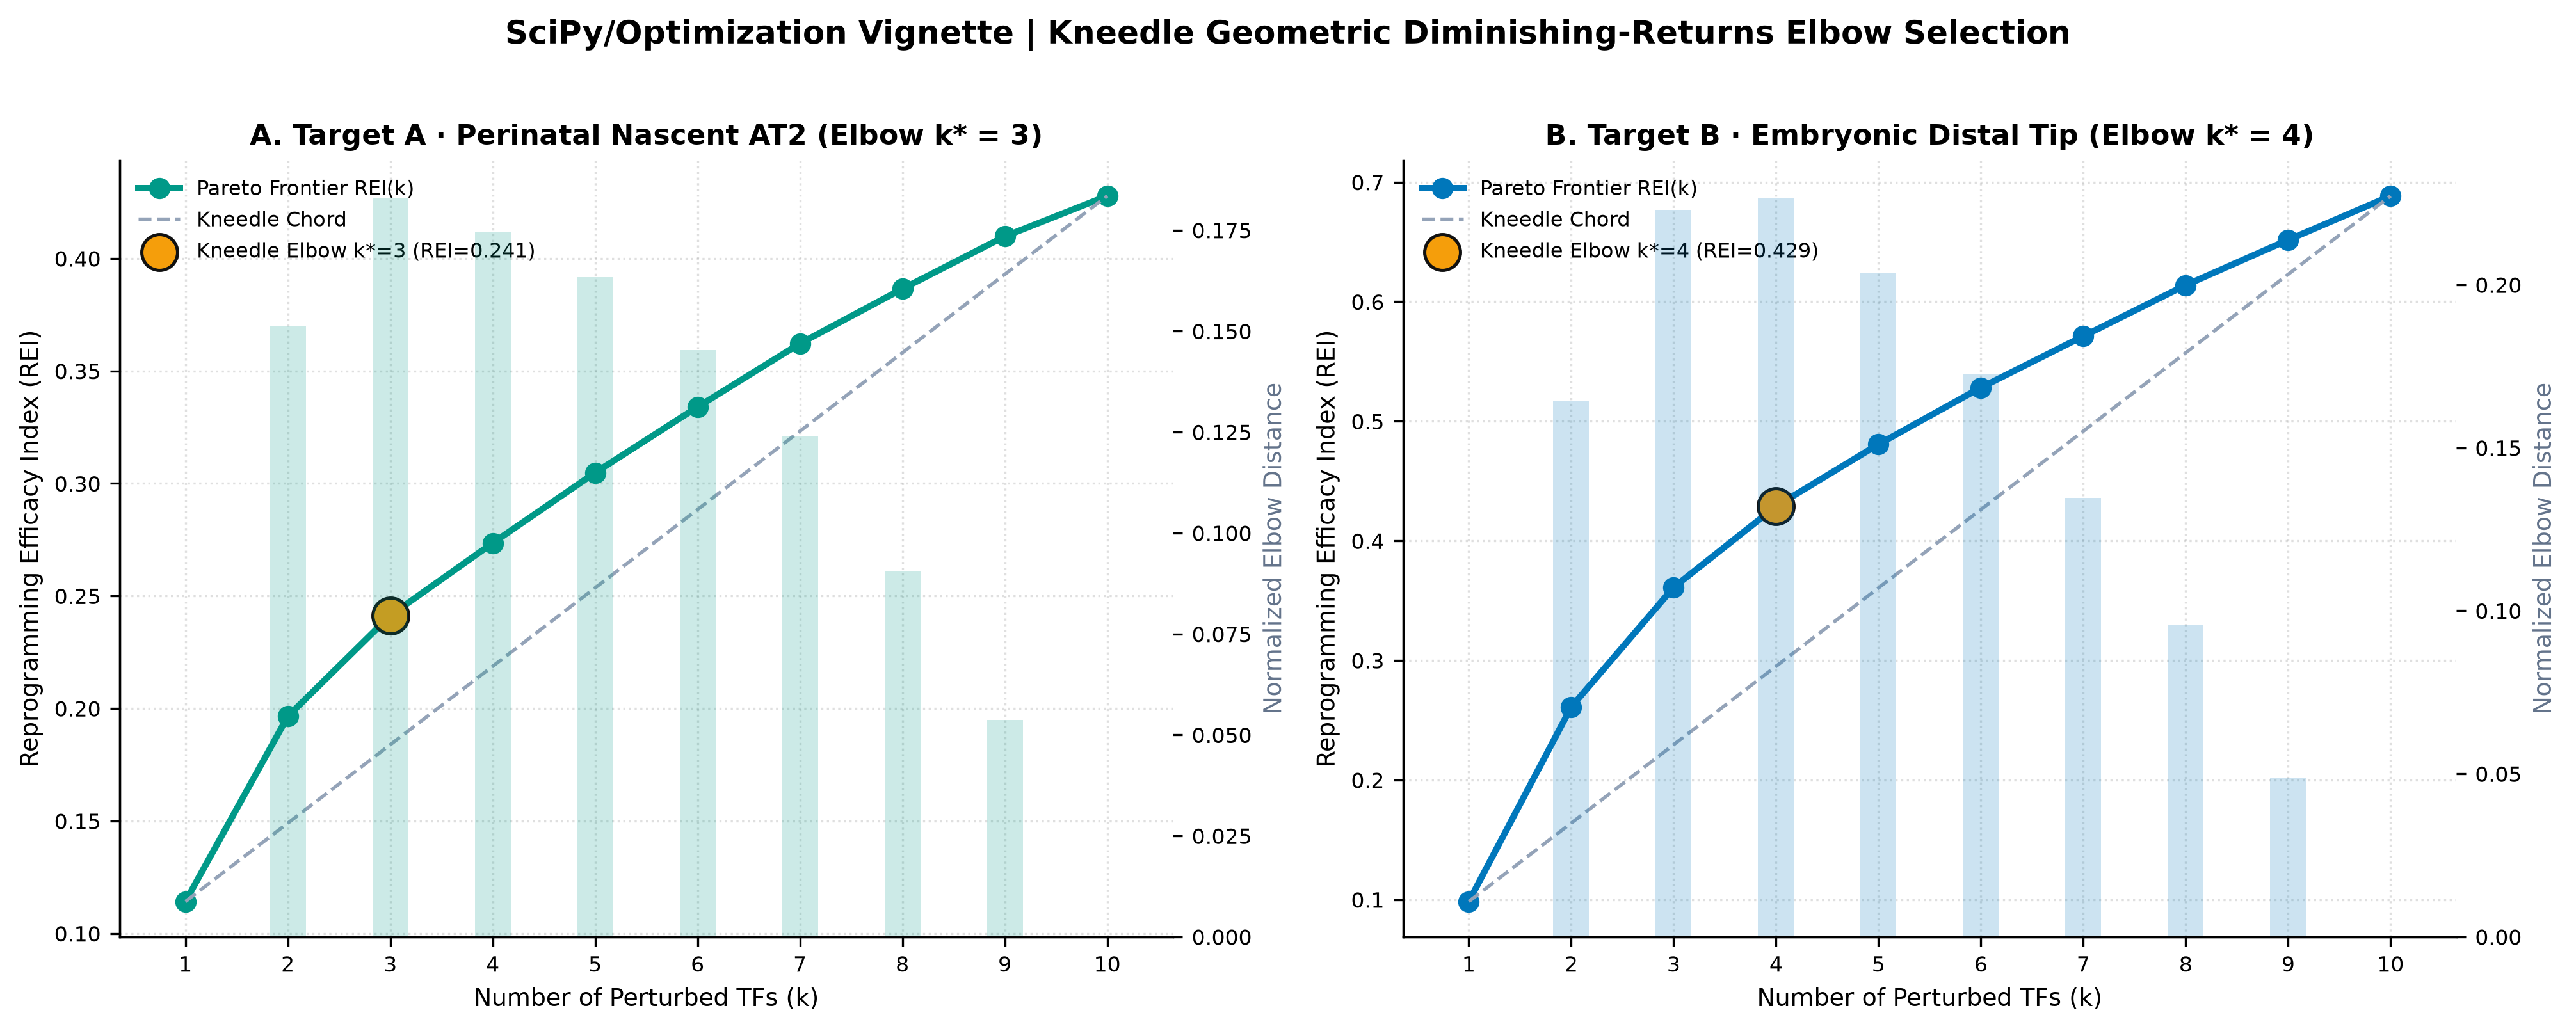 SciPy/Optimization Vignette | Kneedle Geometric Diminishing-Returns Elbow Selection
A. Target A · Perinatal Nascent AT2 (Elbow k* = 3)
Pareto Frontier REI(k)
Kneedle Chord
Kneedle Elbow k*=3 (REI=0.241)
Reprogramming Efficacy Index (REI)
0.40
0.35
0.30
0.25
0.20
0.15
0.10
0.175
0.150
0.125
0.100
0.075
0.050
0.025
0.000
Normalized Elbow Distance
1 2 3 4 5 6 7 8 9 10
Number of Perturbed TFs (k)
B. Target B · Embryonic Distal Tip (Elbow k* = 4)
Pareto Frontier REI(k)
Kneedle Chord
Kneedle Elbow k*=4 (REI=0.429)
Reprogramming Efficacy Index (REI)
0.7
0.6
0.5
0.4
0.3
0.2
0.1
0.20
0.15
0.10
0.05
0.00
Normalized Elbow Distance
1 2 3 4 5 6 7 8 9 10
Number of Perturbed TFs (k)